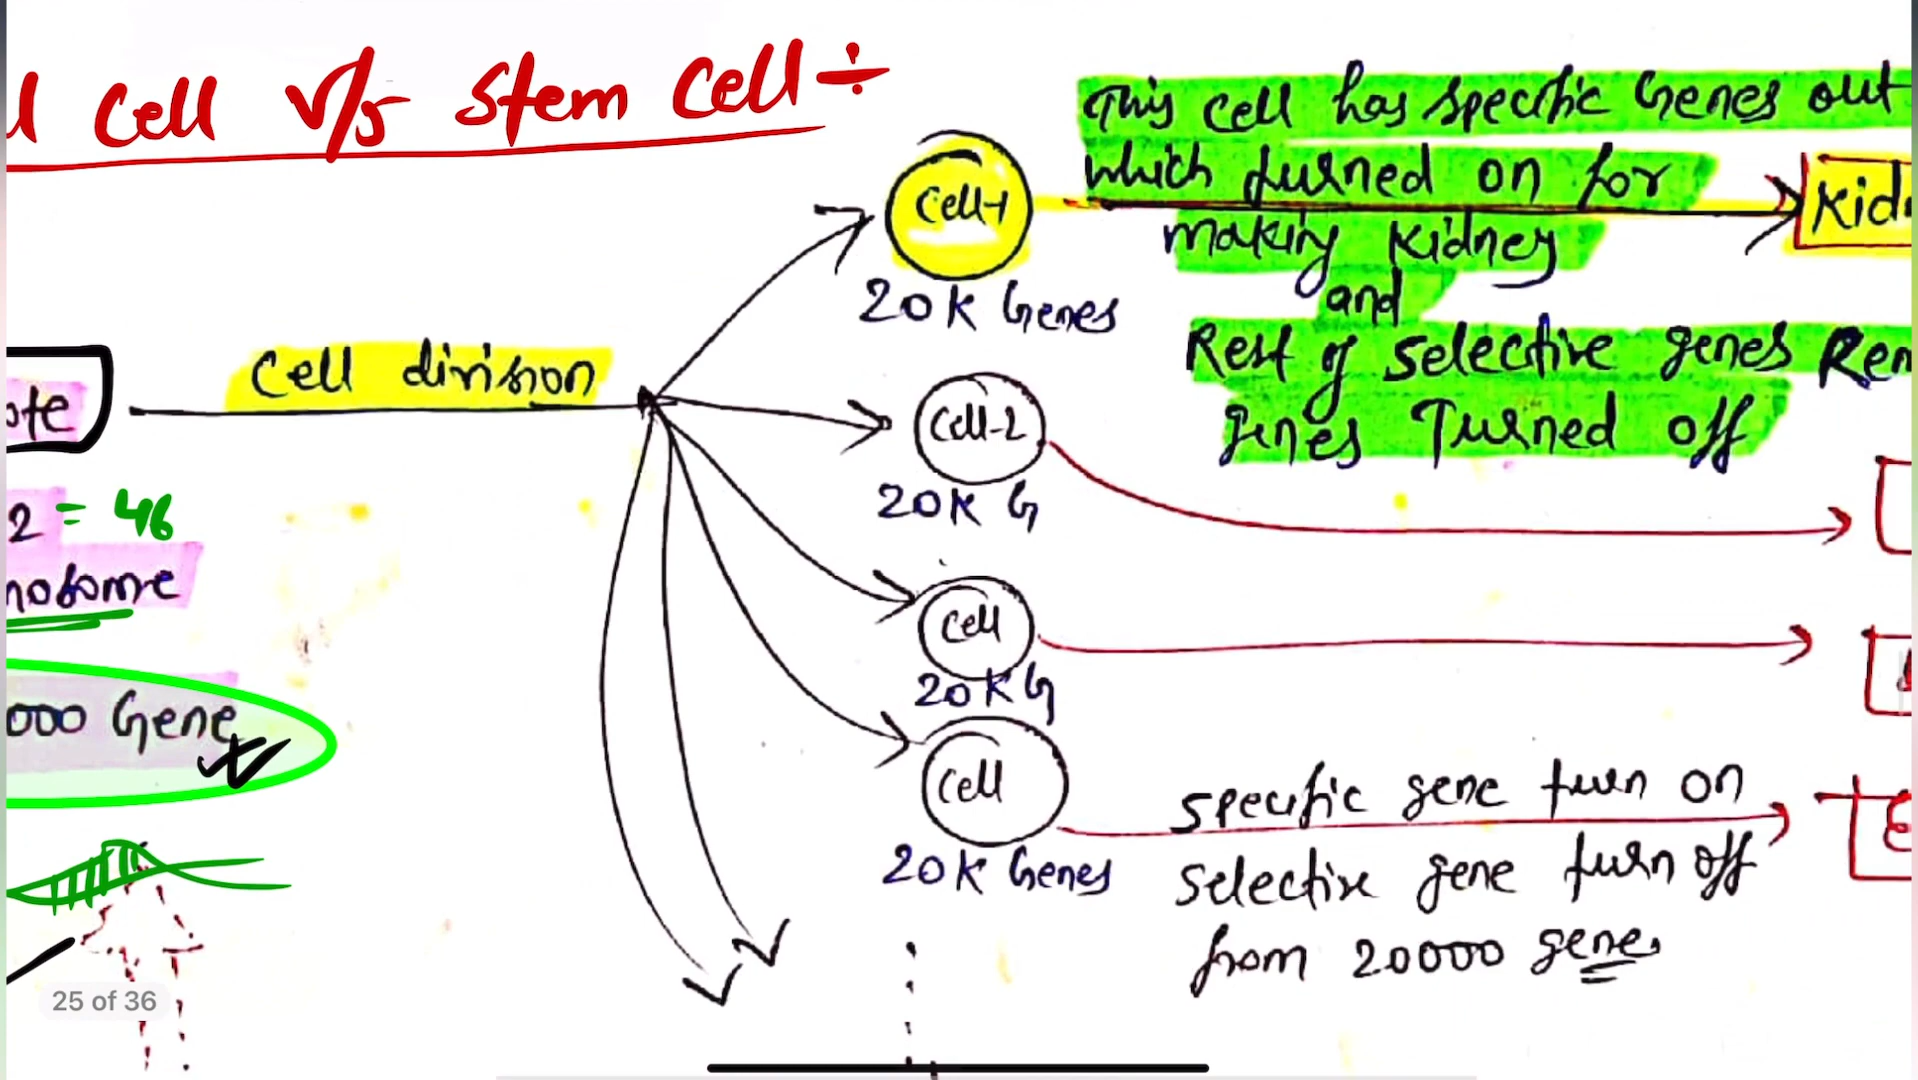 l Cell v/s Stem Cell ÷
This cell has specific Genes out
which turned on for
making Kidney
and
Rest of selective genes Rem
genes Turned off
Cell-1
Kid
20K Genes
Cell division
ote
Cell-2
20K G
2 = 46
mosome
Cell
20K G
000 Gene
Cell
20K Genes
specific gene turn on
selective gene turn off
from 20000 gene.
25 of 36